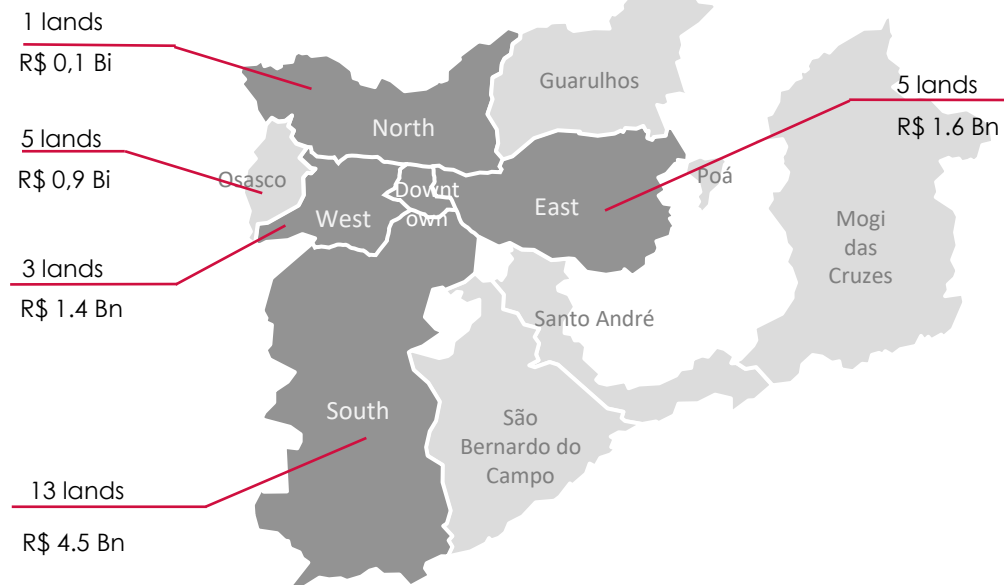 1 lands
R$ 0,1 Bi
Guarulhos
5 lands
R$ 1.6 Bn
North
5 lands
R$ 0,9 Bi
Osasco
Poá
Downt
own
West
East
Mogi
das
Cruzes
3 lands
R$ 1.4 Bn
Santo André
South
São
Bernardo do
Campo
13 lands
R$ 4.5 Bn